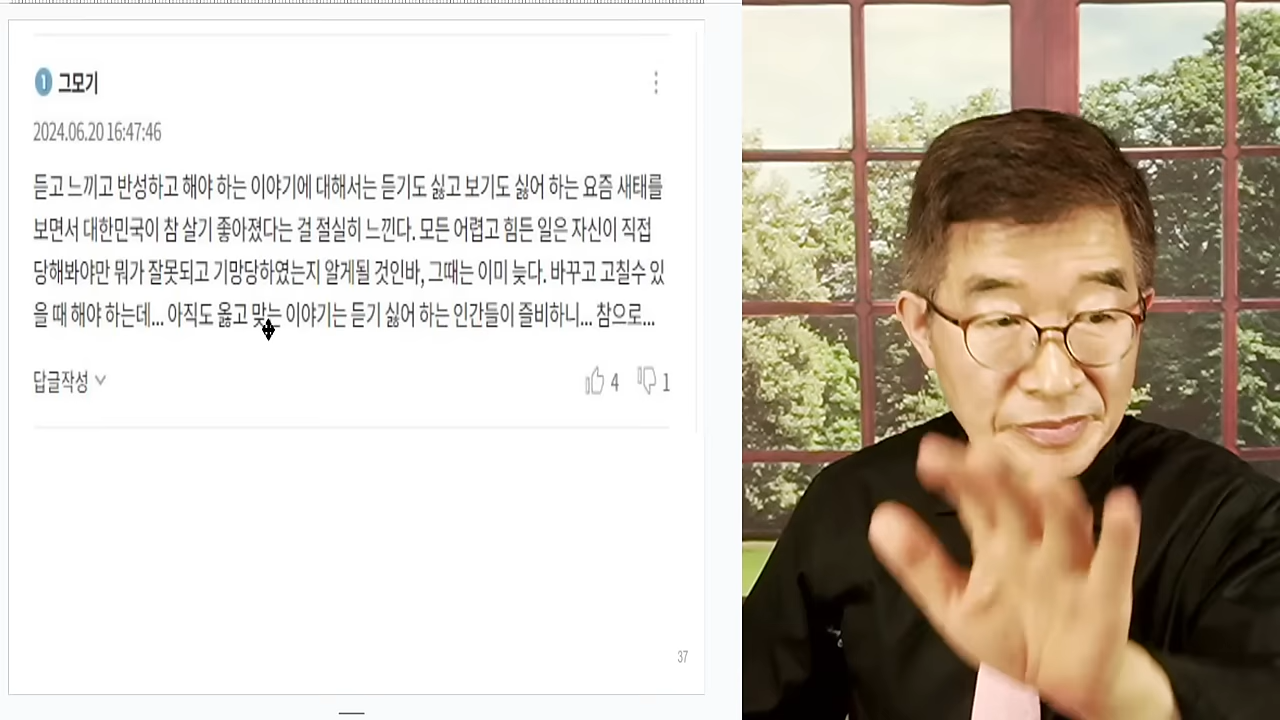 1 그모기
2024.06.20 16:47:46
듣고 느끼고 반성하고 해야 하는 이야기에 대해서는 듣기도 싫고 보기도 싫어 하는 요즘 새태를
보면서 대한민국이 참 살기 좋아졌다는 걸 절실히 느낀다. 모든 어렵고 힘든 일은 자신이 직접
당해봐야만 뭐가 잘못되고 기망당하였는지 알게될 것인바, 그때는 이미 늦다. 바꾸고 고칠수 있
을 때 해야 하는데... 아직도 옳고 맞는 이야기는 듣기 싫어 하는 인간들이 즐비하니... 참으로...
답글작성 4 1
37